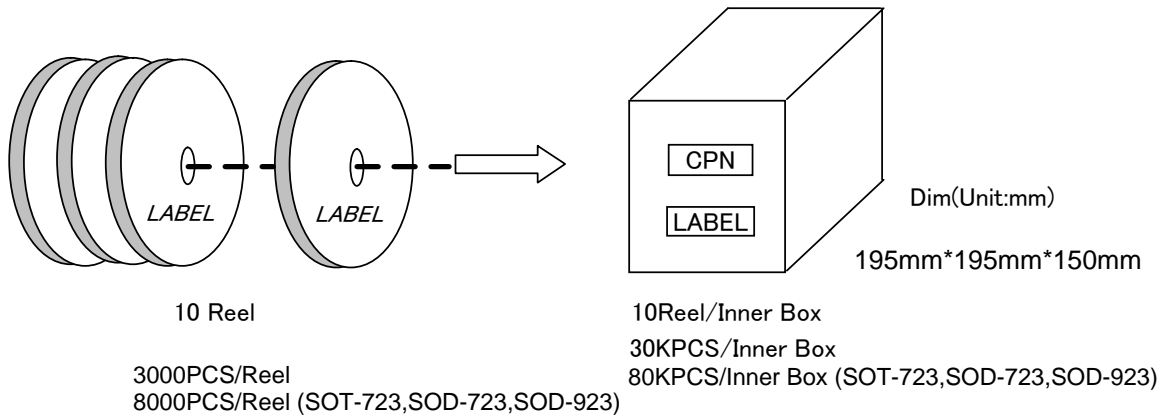 LABEL
LABEL
CPN
LABEL
Dim(Unit:mm)
195mm*195mm*150mm
10 Reel
3000PCS/Reel
8000PCS/Reel (SOT-723,SOD-723,SOD-923)
10Reel/Inner Box
30KPCS/Inner Box
80KPCS/Inner Box (SOT-723,SOD-723,SOD-923)